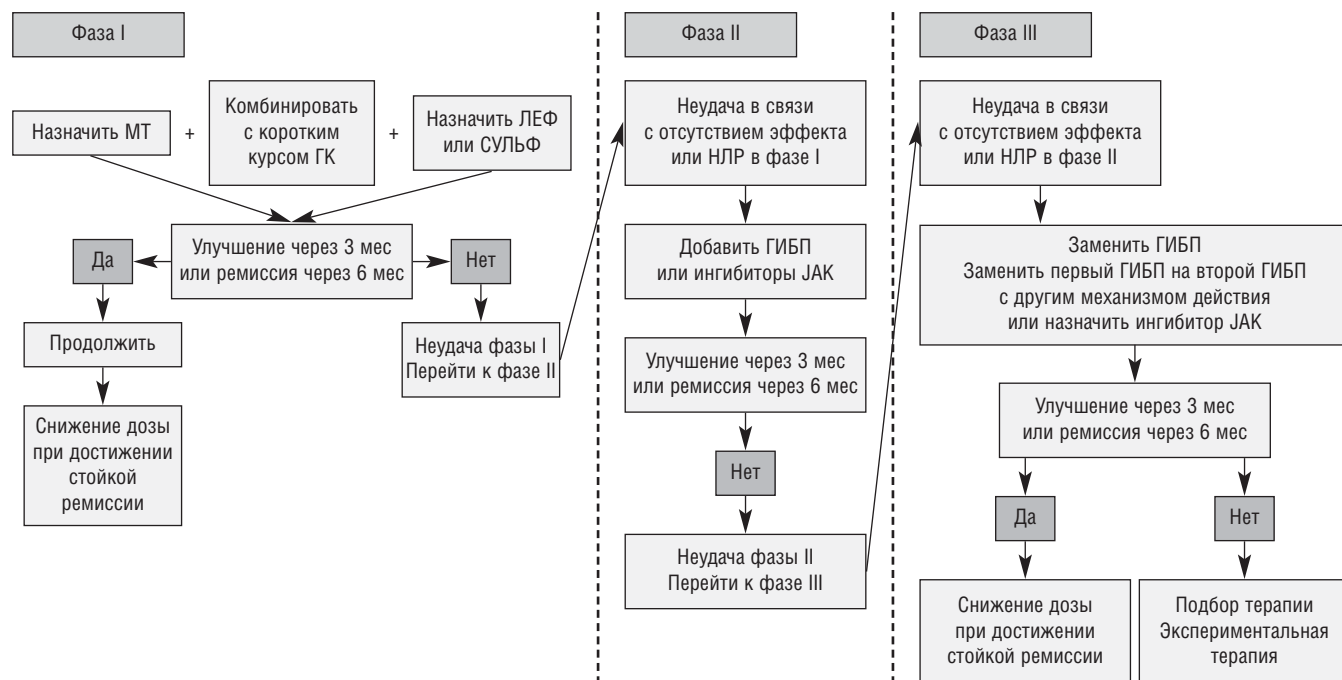 Фаза I
Назначить МТ
+
Комбинировать
с коротким
курсом ГК
+
Назначить ЛЕФ
или СУЛЬФ
Улучшение через 3 мес
или ремиссия через 6 мес
Да
Нет
Продолжить
Неудача фазы I
Перейти к фазе II
Снижение дозы
при достижении
стойкой
ремиссии
Фаза II
Неудача в связи
с отсутствием эффекта
или НЛР в фазе I
Добавить ГИБП
или ингибиторы JAK
Улучшение через 3 мес
или ремиссия через 6 мес
Нет
Неудача фазы II
Перейти к фазе III
Фаза III
Неудача в связи
с отсутствием эффекта
или НЛР в фазе II
Заменить ГИБП
Заменить первый ГИБП на второй ГИБП
с другим механизмом действия
или назначить ингибитор JAK
Улучшение через 3 мес
или ремиссия через 6 мес
Да
Нет
Снижение дозы
при достижении
стойкой ремиссии
Подбор терапии
Экспериментальная
терапия